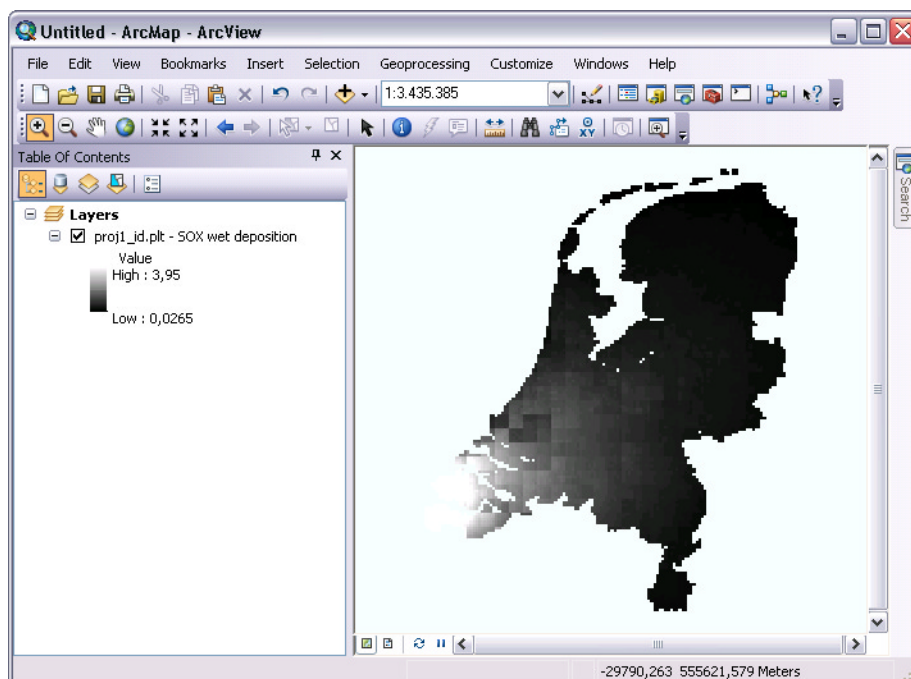 Untitled - ArcMap - ArcView
File Edit View Bookmarks Insert Selection Geoprocessing Customize Windows Help
1:3.435.385
XY
Table Of Contents
Layers
proj1_id.plt - SOX wet deposition
Value
High : 3,95
Low : 0,0265
Search
-29790,263 555621,579 Meters